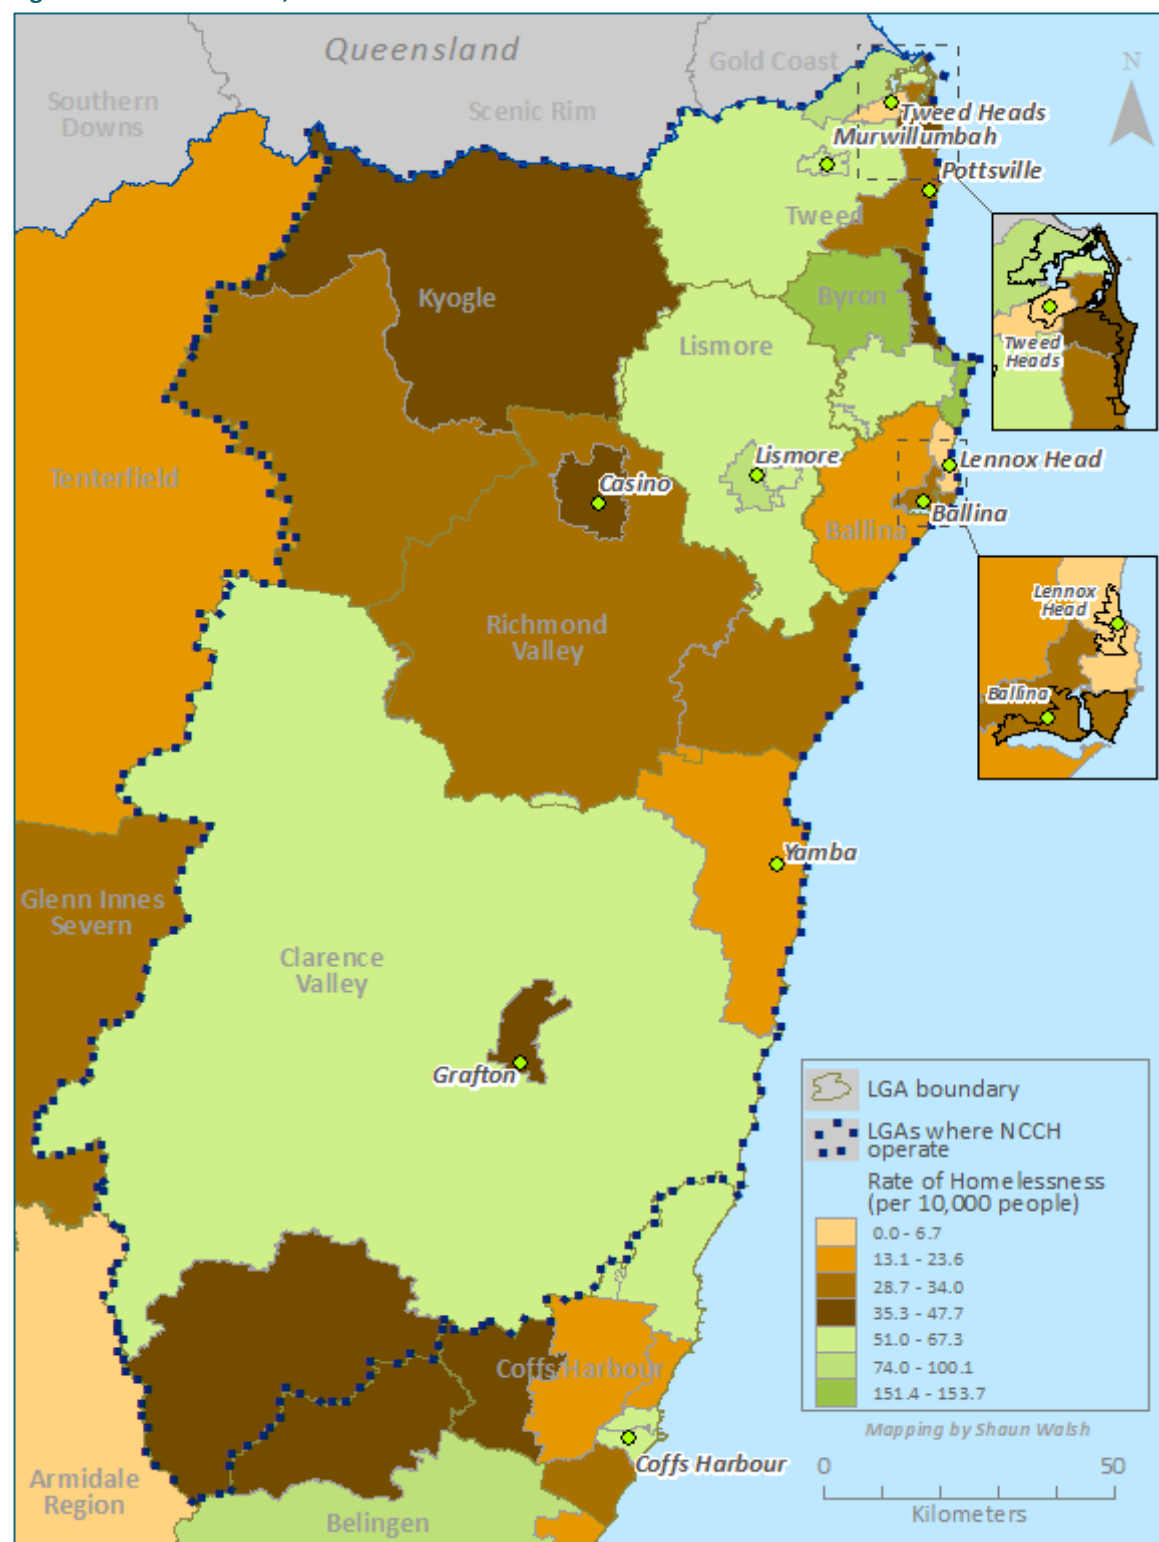 Queensland
Gold Coast
Southern
Downs
Scenic Rim
N
Tweed Heads
Murwillumbah
Pottsville
Tweed
Kyogle
Byron
Lismore
Tweed
Heads
Tenterfield
Lismore
Lennox Head
Casino
Ballina
Ballina
Lennox
Head
Richmond
Valley
Ballina
Yamba
Glenn Innes
Severn
Clarence
Valley
Grafton
LGA boundary
LGAs where NCCH
operate
Rate of Homelessness
(per 10,000 people)
0.0 - 6.7
13.1 - 23.6
28.7 - 34.0
35.3 - 47.7
51.0 - 67.3
74.0 - 100.1
151.4 - 153.7
Coffs Harbour
Mapping by Shaun Walsh
Coffs Harbour
0 50
Kilometers
Armidale
Region
Belingen